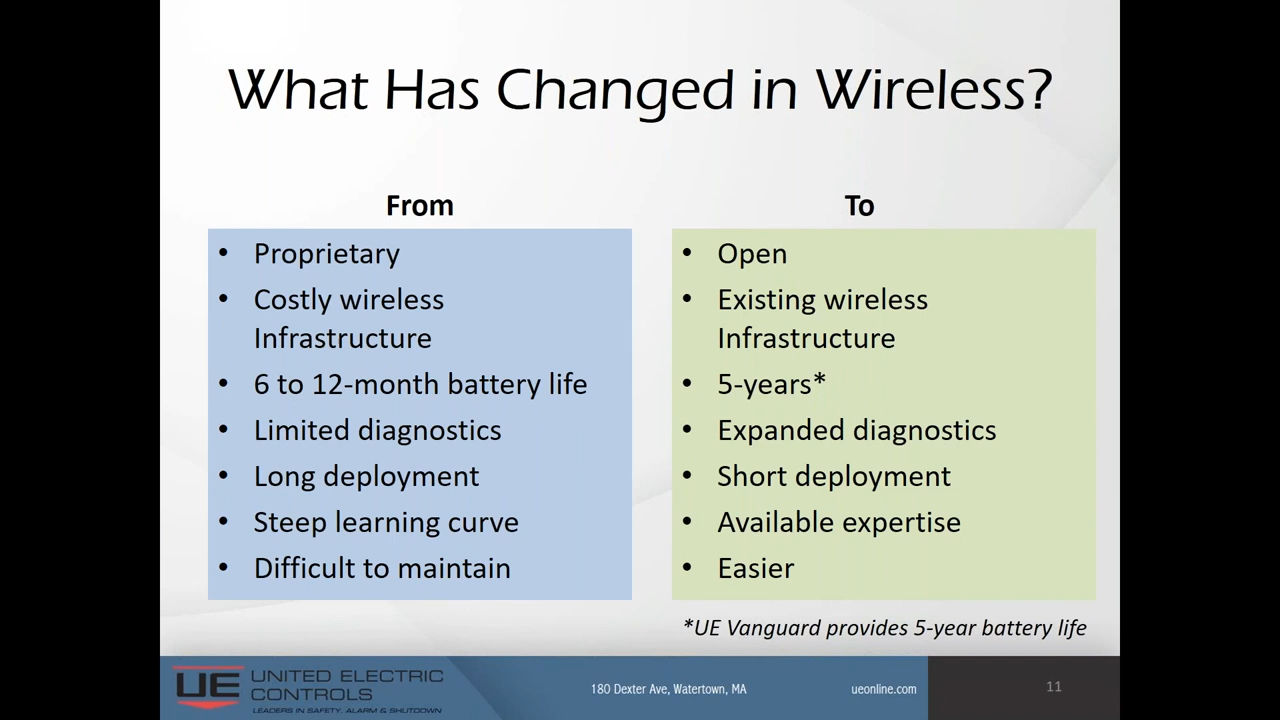 What Has Changed in Wireless?
From
• Proprietary
• Costly wireless
Infrastructure
• 6 to 12-month battery life
• Limited diagnostics
• Long deployment
• Steep learning curve
• Difficult to maintain
To
• Open
• Existing wireless
Infrastructure
• 5-years*
• Expanded diagnostics
• Short deployment
• Available expertise
• Easier
*UE Vanguard provides 5-year battery life
UE
UNITED ELECTRIC
CONTROLS
LEADERS IN SAFETY, ALARM & SHUTDOWN
180 Dexter Ave, Watertown, MA
ueonline.com
11